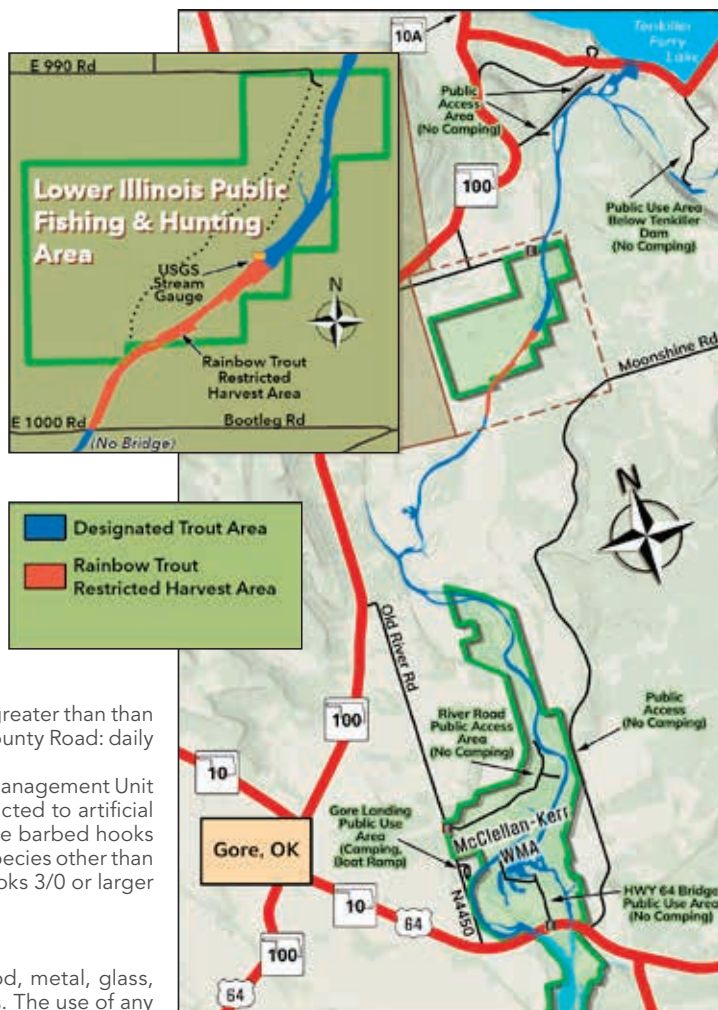 10A
Tenkiller
Ferry
Lake
E 990 Rd
Lower Illinois Public
Fishing & Hunting
Area
USGS
Stream
Gauge
N
Rainbow Trout
Restricted
Harvest Area
E 1000 Rd
Bootleg Rd
(No Bridge)
Public
Access
Area
(No Camping)
100
Public Use Area
Below Tenkiller
Dam
(No Camping)
Moonshine Rd
N
Designated Trout Area
Rainbow Trout
Restricted Harvest Area
Old River Rd
100
River Road
Public Access
Area
(No Camping)
Public
Access
(No Camping)
10
Gore, OK
Gore Landing
Public Use
Area
(Camping,
Boat Ramp)
McClellan-Kerr
WMA
N4450
HWY 64 Bridge
Public Use Area
(No Camping)
10
64
100
64
greater than than
ounty Road: daily
anagement Unit
cted to artificial
e barbed hooks
pecies other than
oks 3/0 or larger
od, metal, glass,
s. The use of any